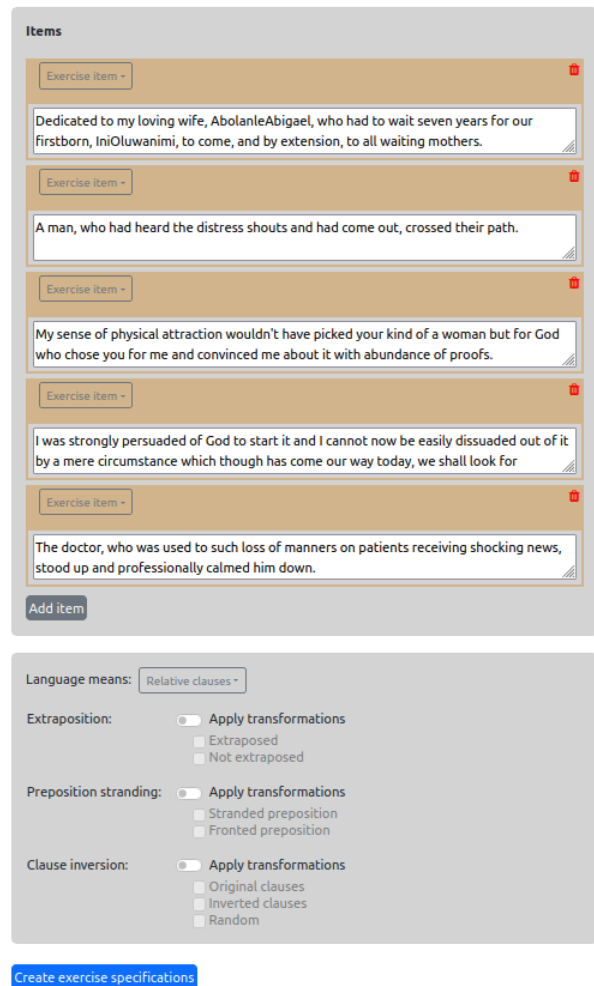 Items
Exercise item
Dedicated to my loving wife, AbolanleAbigael, who had to wait seven years for our
firstborn, IniOluwanimi, to come, and by extension, to all waiting mothers.
Exercise item
A man, who had heard the distress shouts and had come out, crossed their path.
Exercise item
My sense of physical attraction wouldn't have picked your kind of a woman but for God
who chose you for me and convinced me about it with abundance of proofs.
Exercise item
I was strongly persuaded of God to start it and I cannot now be easily dissuaded out of it
by a mere circumstance which though has come our way today, we shall look for
Exercise item
The doctor, who was used to such loss of manners on patients receiving shocking news,
stood up and professionally calmed him down.
Add item
Language means: Relative clauses
Extraposition: Apply transformations
Extraposed
Not extraposed
Preposition stranding: Apply transformations
Stranded preposition
Fronted preposition
Clause inversion: Apply transformations
Original clauses
Inverted clauses
Random
Create exercise specifications